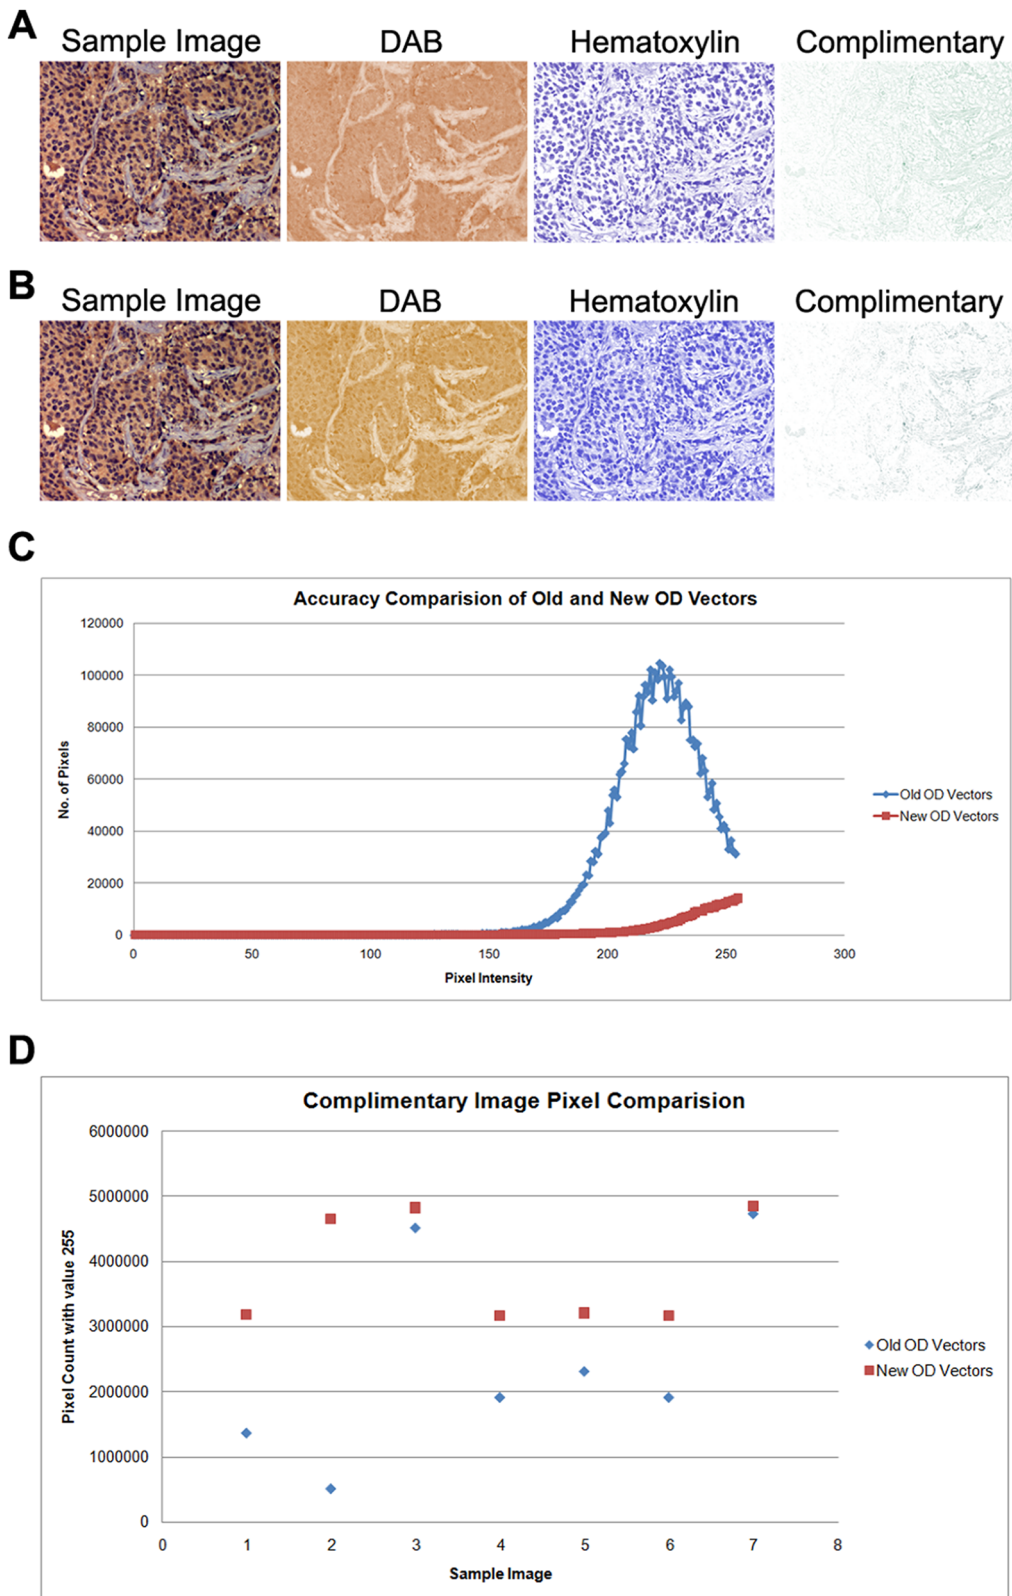 A
Sample Image DAB Hematoxylin Complimentary
B
Sample Image DAB Hematoxylin Complimentary
C
Accuracy Comparision of Old and New OD Vectors
120000
100000
80000
60000
40000
20000
0
No. of Pixels
0 50 100 150 200 250 300
Pixel Intensity
Old OD Vectors
New OD Vectors
D
Complimentary Image Pixel Comparision
6000000
5000000
4000000
3000000
2000000
1000000
0
Pixel Count with value 255
0 1 2 3 4 5 6 7 8
Sample Image
Old OD Vectors
New OD Vectors